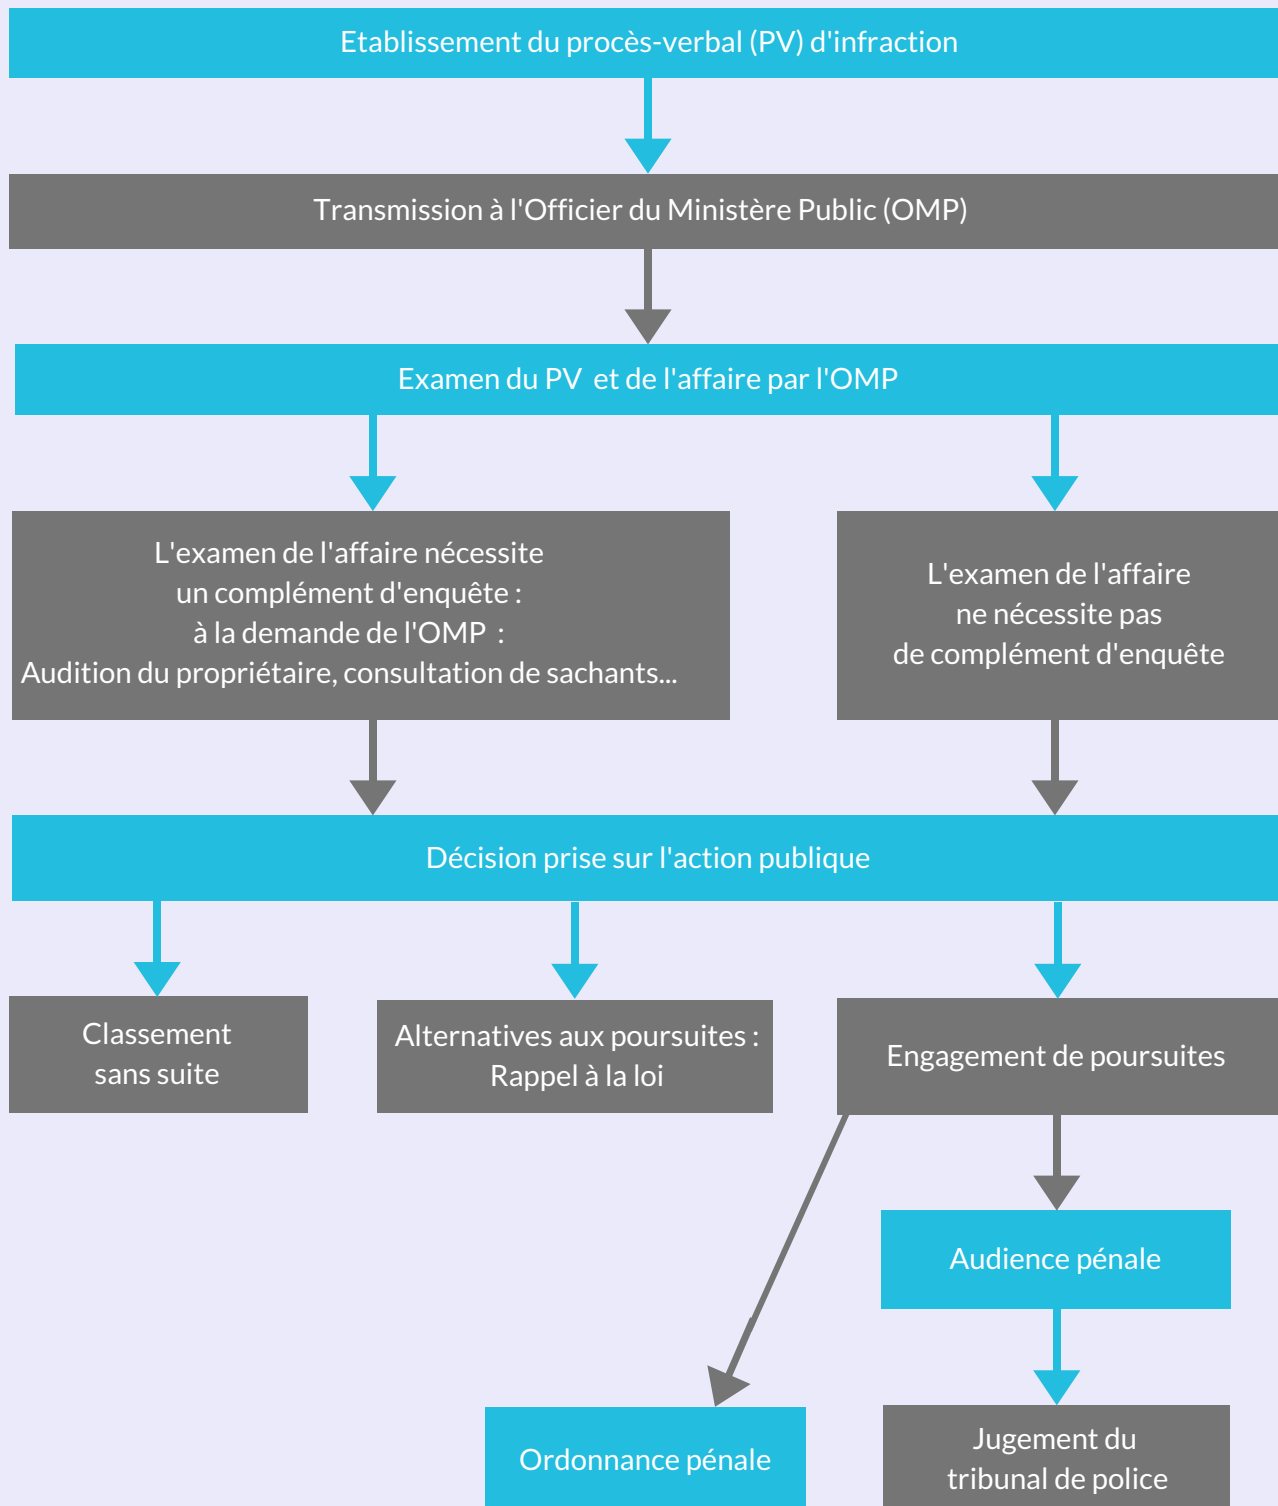 Etablissement du procès-verbal (PV) d'infraction
Transmission à l'Officier du Ministère Public (OMP)
Examen du PV et de l'affaire par l'OMP
L'examen de l'affaire nécessite
un complément d'enquête :
à la demande de l'OMP :
Audition du propriétaire, consultation de sachants...
L'examen de l'affaire
ne nécessite pas
de complément d'enquête
Décision prise sur l'action publique
Classement
sans suite
Alternatives aux poursuites :
Rappel à la loi
Engagement de poursuites
Audience pénale
Ordonnance pénale
Jugement du
tribunal de police